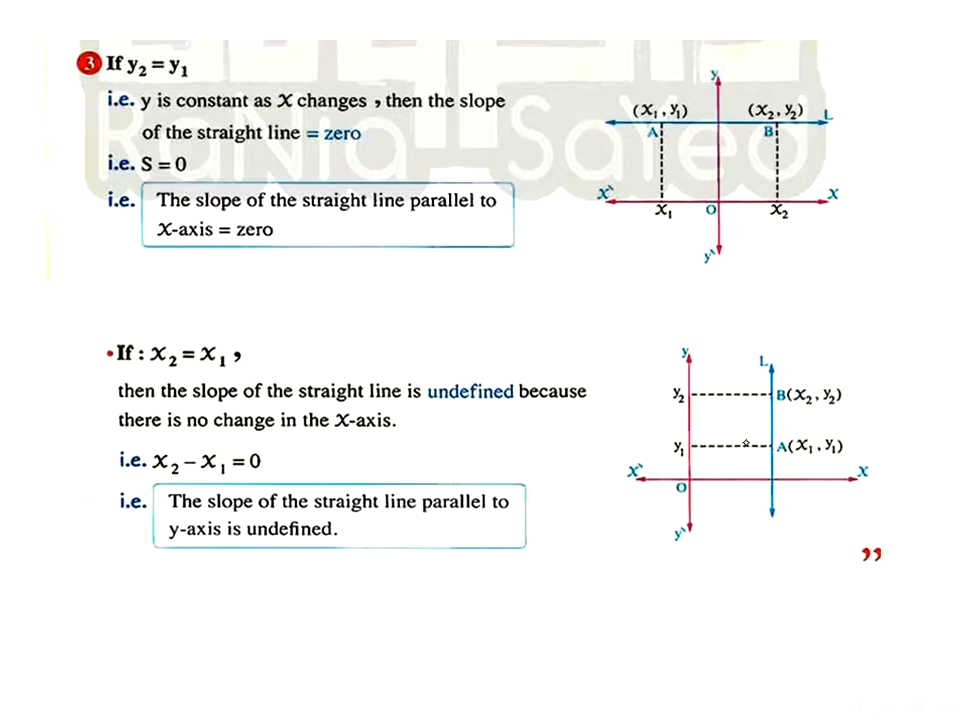 3 If y₂ = y₁
i.e. y is constant as X changes , then the slope
of the straight line = zero
i.e. S = 0
i.e. The slope of the straight line parallel to
X-axis = zero
y
(X₁ , y₁) (X₂ , y₂) L
A B
X` X
X₁ O X₂
y`
RaNia SaYed
• If : X₂ = X₁ ,
then the slope of the straight line is undefined because
there is no change in the X-axis.
i.e. X₂ – X₁ = 0
i.e. The slope of the straight line parallel to
y-axis is undefined.
y L
y₂ B(X₂ , y₂)
y₁ A(X₁ , y₁)
X` X
O
y`
”